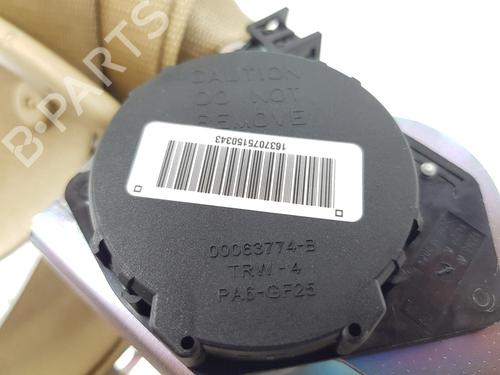 CAUTION
DO NOT
REMOVE
1637075150343
00063774-B
TRW-4
PA6-GF25
B-PARTS